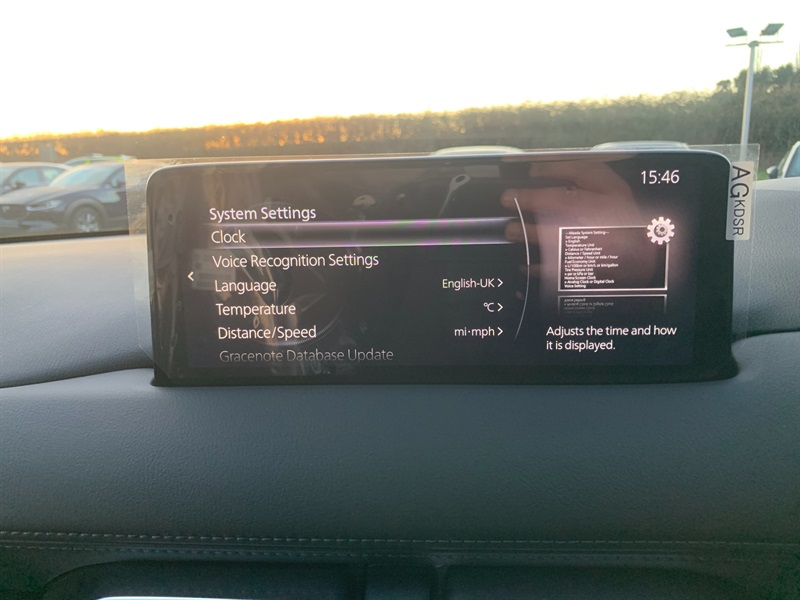 15:46
System Settings
Clock
Voice Recognition Settings
Language English-UK >
Temperature °C >
Distance/Speed mi·mph >
Gracenote Database Update
<
Adjusts the time and how
it is displayed.
AG
KDSR